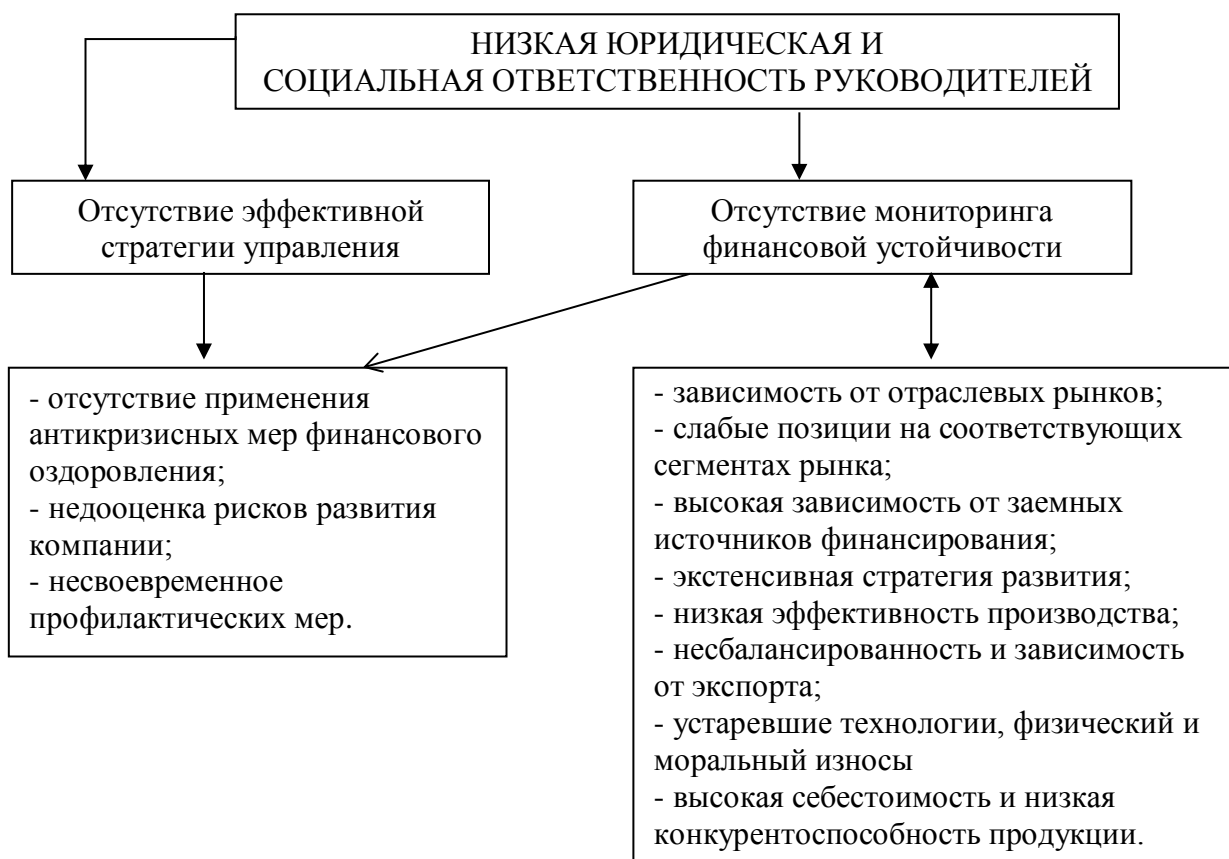 НИЗКАЯ ЮРИДИЧЕСКАЯ И
СОЦИАЛЬНАЯ ОТВЕТСТВЕННОСТЬ РУКОВОДИТЕЛЕЙ
Отсутствие эффективной
стратегии управления
Отсутствие мониторинга
финансовой устойчивости
- отсутствие применения
антикризисных мер финансового
оздоровления;
- недооценка рисков развития
компании;
- несвоевременное
профилактических мер.
- зависимость от отраслевых рынков;
- слабые позиции на соответствующих
сегментах рынка;
- высокая зависимость от заемных
источников финансирования;
- экстенсивная стратегия развития;
- низкая эффективность производства;
- несбалансированность и зависимость
от экспорта;
- устаревшие технологии, физический и
моральный износы
- высокая себестоимость и низкая
конкурентоспособность продукции.